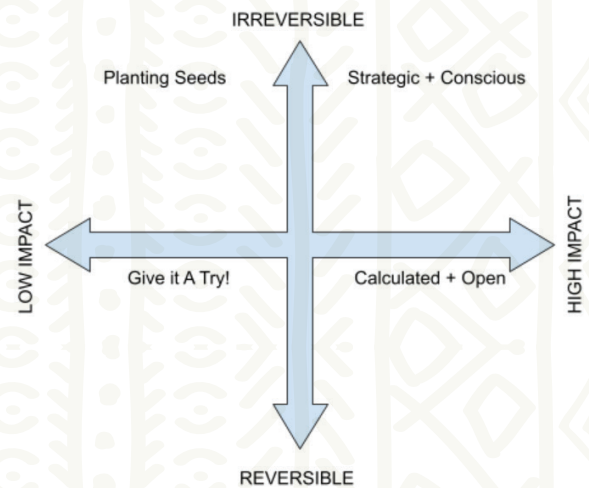 IRREVERSIBLE
Planting Seeds
Strategic + Conscious
LOW IMPACT
HIGH IMPACT
Give it A Try!
Calculated + Open
REVERSIBLE